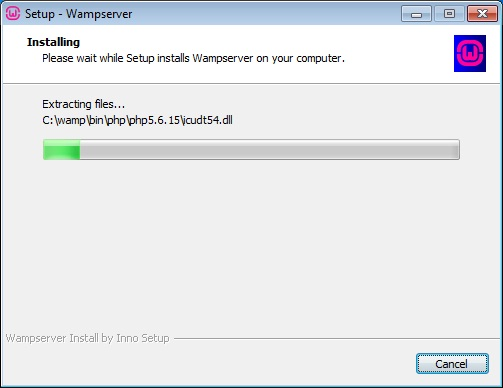 Setup - Wampserver
Installing
Please wait while Setup installs Wampserver on your computer.
Extracting files...
C:\wamp\bin\php\php5.6.15\icudt54.dll
Wampserver Install by Inno Setup
Cancel